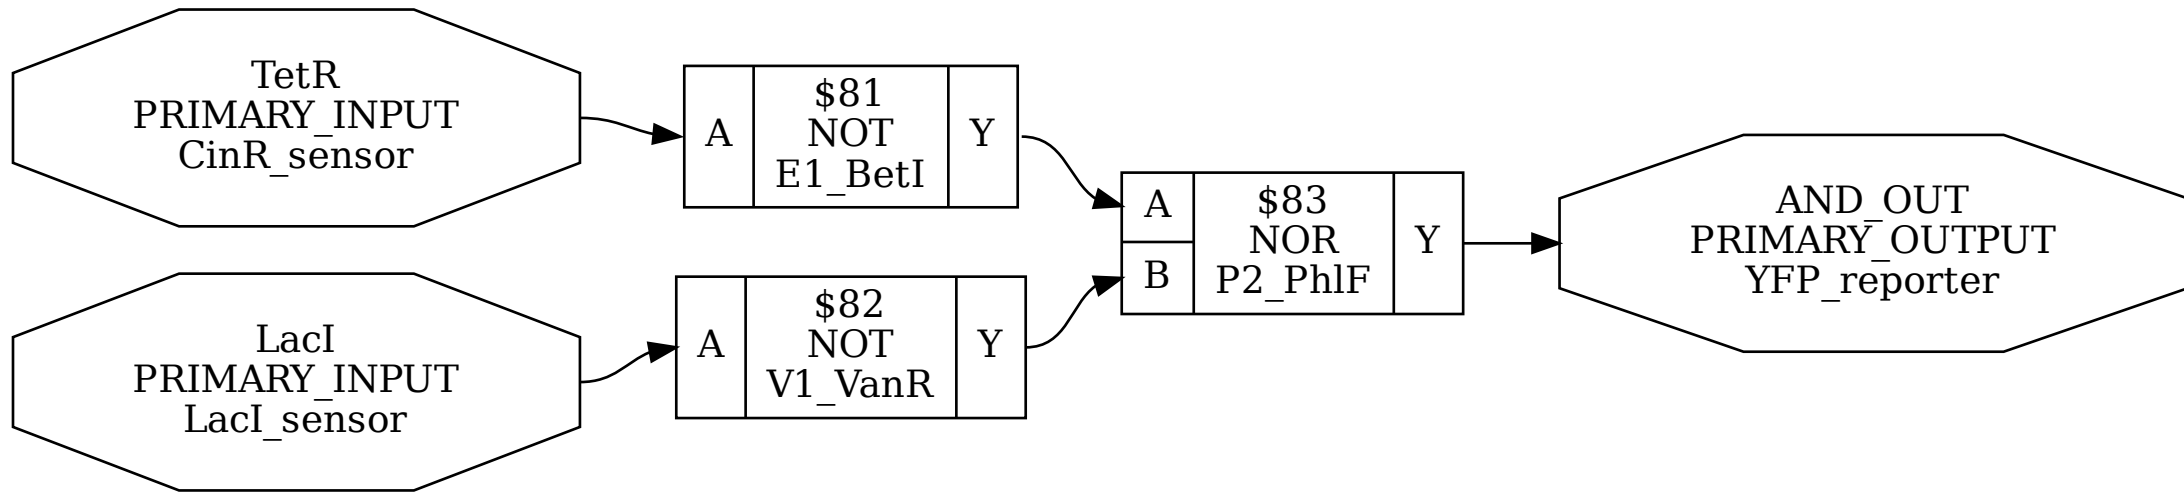 TetR
PRIMARY_INPUT
CinR_sensor
A
$81
NOT
E1_BetI
Y
LacI
PRIMARY_INPUT
LacI_sensor
A
$82
NOT
V1_VanR
Y
A
B
$83
NOR
P2_PhlF
Y
AND_OUT
PRIMARY_OUTPUT
YFP_reporter